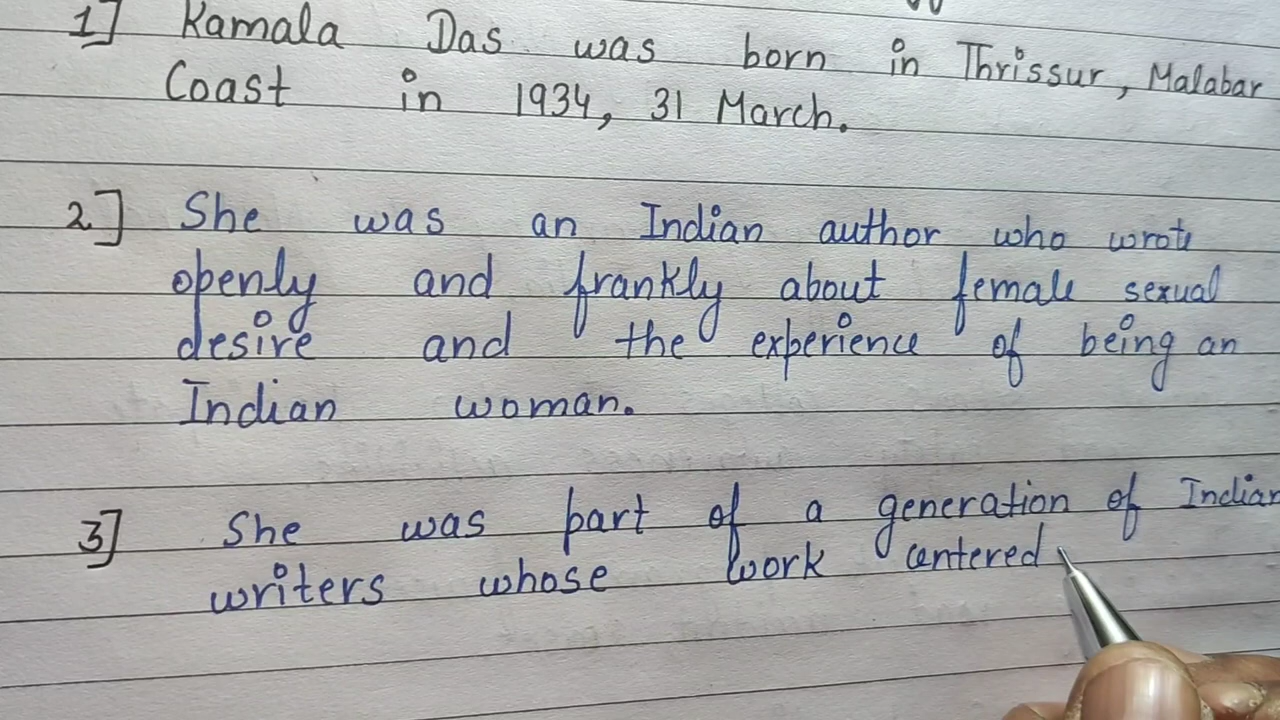 1] Kamala Das was born in Thrissur, Malabar
Coast in 1934, 31 March.
2] She was an Indian author who wrote
openly and frankly about female sexual
desire and the experience of being an
Indian woman.
3] She was part of a generation of Indian
writers whose work centered